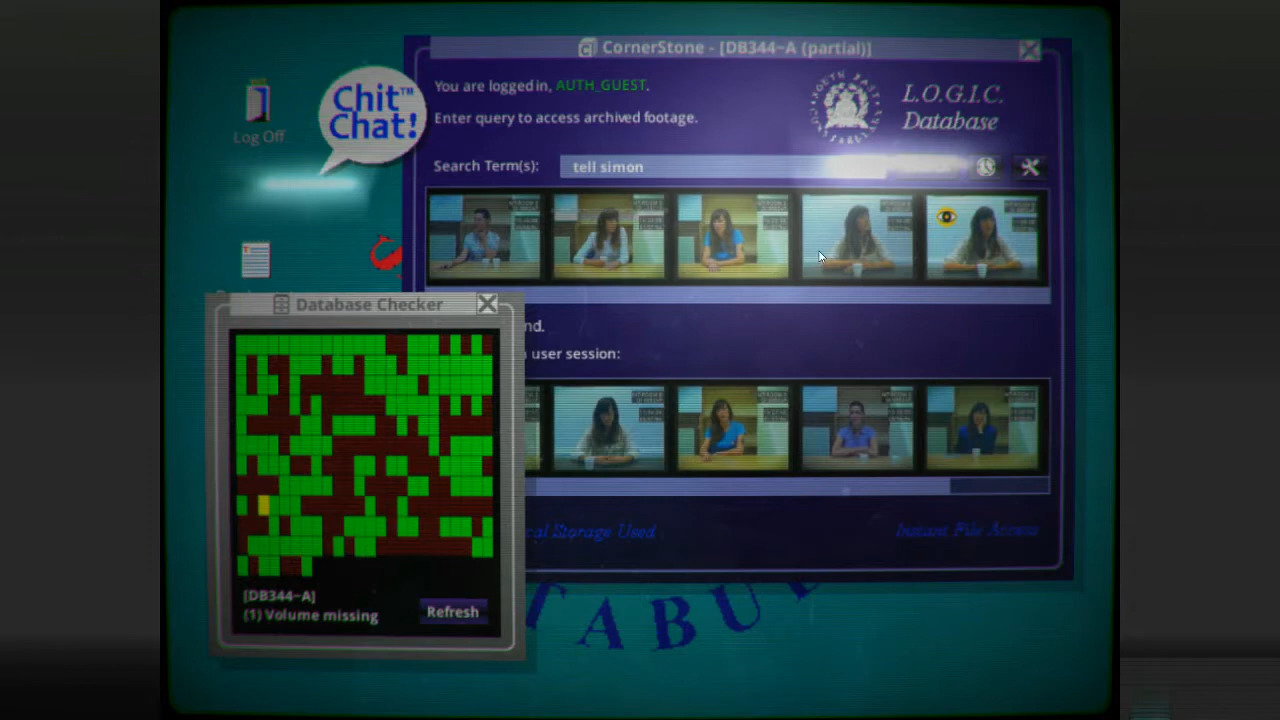 CornerStone - [DB344~A (partial)]
You are logged in, AUTH_GUEST.
Enter query to access archived footage.
L.O.G.I.C.
Database
Log Off
Chit™
Chat!
Search Term(s): tell simon
Database Checker
nd.
user session:
cal Storage Used
Instant File Access
[DB344~A]
(1) Volume missing
Refresh
TABUL